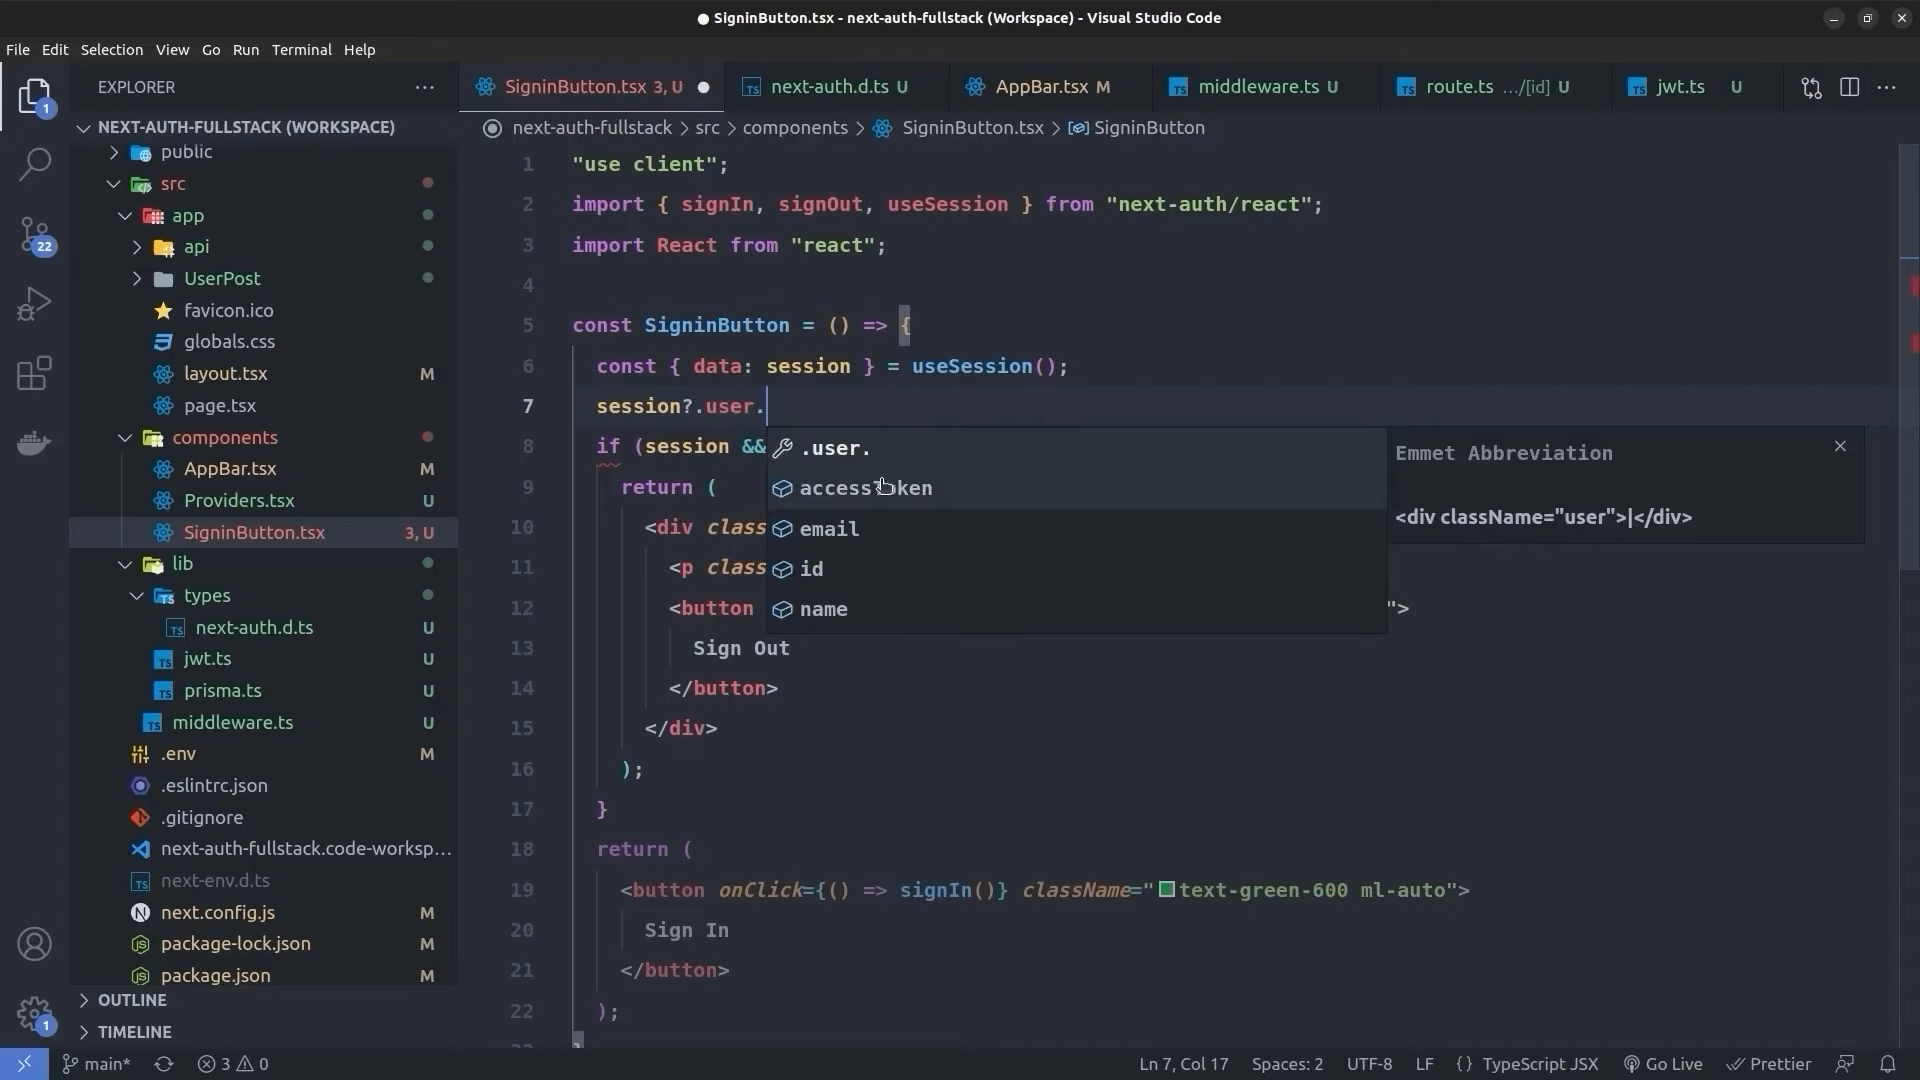 SigninButton.tsx - next-auth-fullstack (Workspace) - Visual Studio Code
File Edit Selection View Go Run Terminal Help
EXPLORER
SigninButton.tsx 3, U
next-auth.d.ts U
AppBar.tsx M
middleware.ts U
route.ts .../[id] U
jwt.ts U
1
22
1
NEXT-AUTH-FULLSTACK (WORKSPACE)
public
src
app
api
UserPost
favicon.ico
globals.css
layout.tsx M
page.tsx
components
AppBar.tsx M
Providers.tsx U
SigninButton.tsx 3, U
lib
types
next-auth.d.ts U
jwt.ts U
prisma.ts U
middleware.ts U
.env M
.eslintrc.json
.gitignore
next-auth-fullstack.code-worksp...
next-env.d.ts
next.config.js M
package-lock.json M
package.json M
OUTLINE
TIMELINE
next-auth-fullstack > src > components > SigninButton.tsx > SigninButton
1 "use client";
2 import { signIn, signOut, useSession } from "next-auth/react";
3 import React from "react";
4
5 const SigninButton = () => {
6 const { data: session } = useSession();
7 session?.user.
8 if (session &&
9 return (
10 <div class
11 <p class
12 <button ">
13 Sign Out
14 </button>
15 </div>
16 );
17 }
18 return (
19 <button onClick={() => signIn()} className="text-green-600 ml-auto">
20 Sign In
21 </button>
22 );
.user.
accessToken
email
id
name
Emmet Abbreviation
<div className="user">|</div>
main* 3 0
Ln 7, Col 17 Spaces: 2 UTF-8 LF {} TypeScript JSX Go Live Prettier